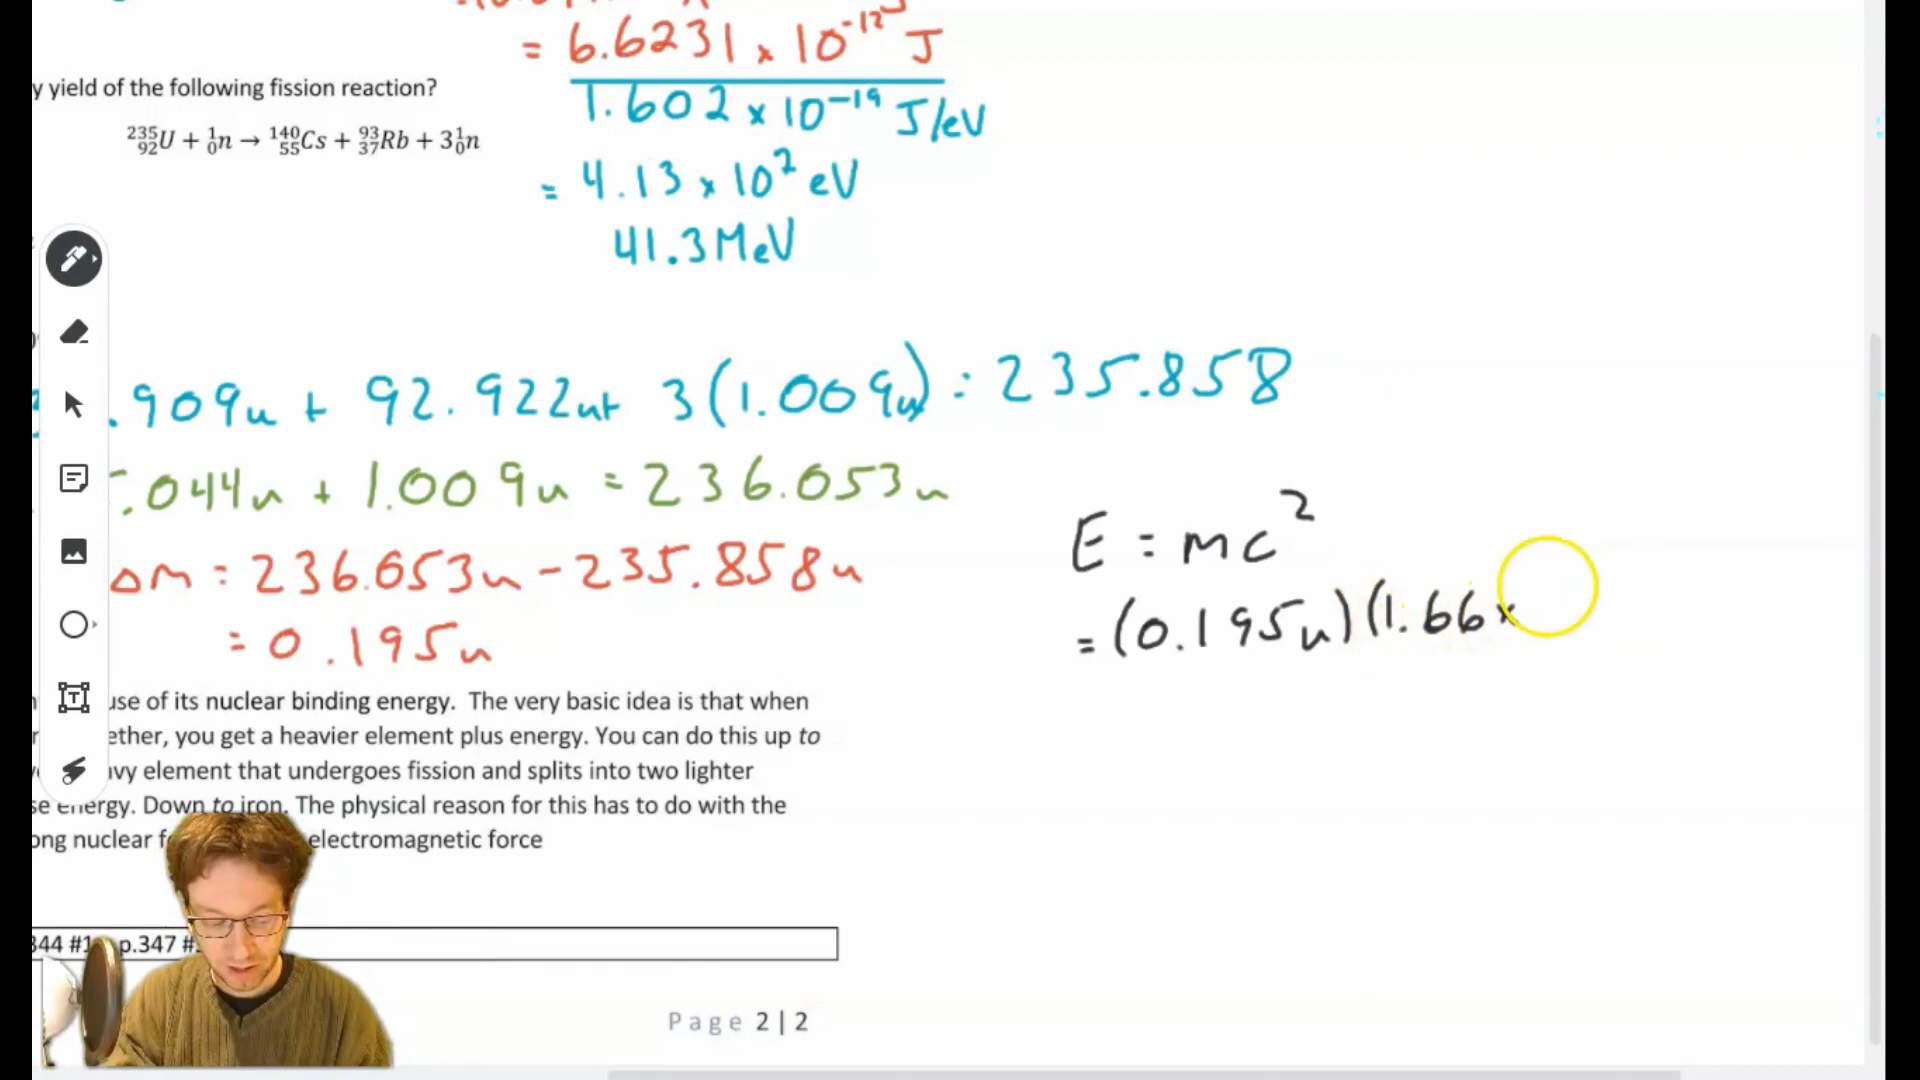 = 6.6231 x 10⁻¹² J
1.602 x 10⁻¹⁹ J/eV
y yield of the following fission reaction?
²³⁵₉₂U + ¹₀n → ¹⁴⁰₅₅Cs + ⁹³₃₇Rb + 3¹₀n
= 4.13 x 10⁷ eV
41.3 MeV
.909u + 92.922u+ 3(1.009u) = 235.858
.044u + 1.009u = 236.053u
Δm = 236.053u - 235.858u
= 0.195u
E = mc²
= (0.195u)(1.66x
use of its nuclear binding energy. The very basic idea is that when
ether, you get a heavier element plus energy. You can do this up to
avy element that undergoes fission and splits into two lighter
se energy. Down to iron. The physical reason for this has to do with the
ong nuclear f electromagnetic force
344 #1 p.347 #
Page 2 | 2